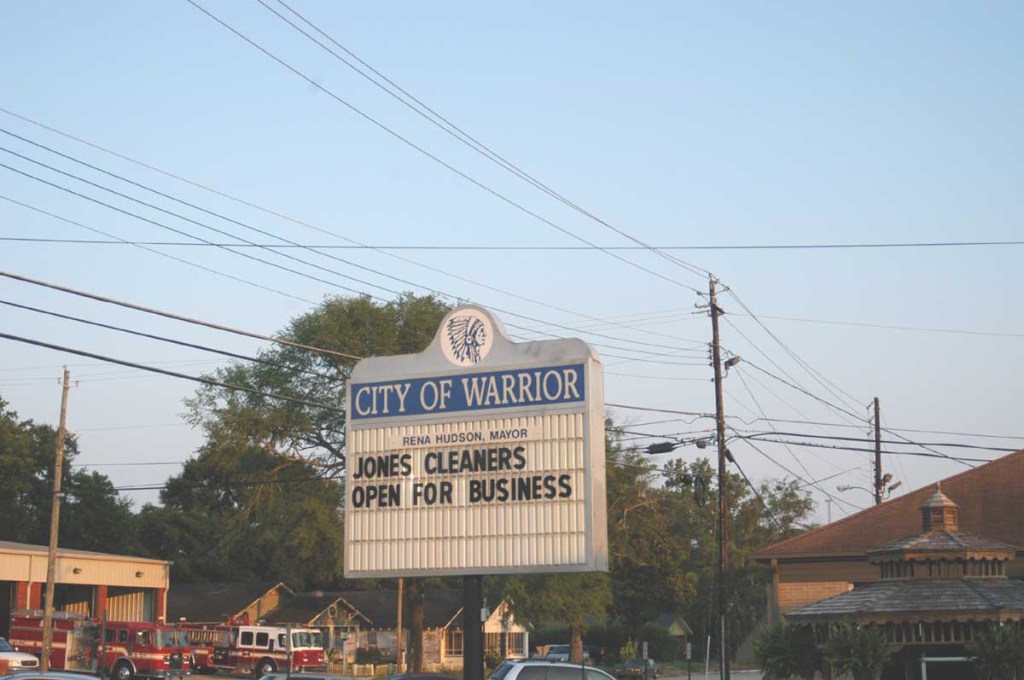 CITY OF WARRIOR
RENA HUDSON, MAYOR
JONES CLEANERS
OPEN FOR BUSINESS